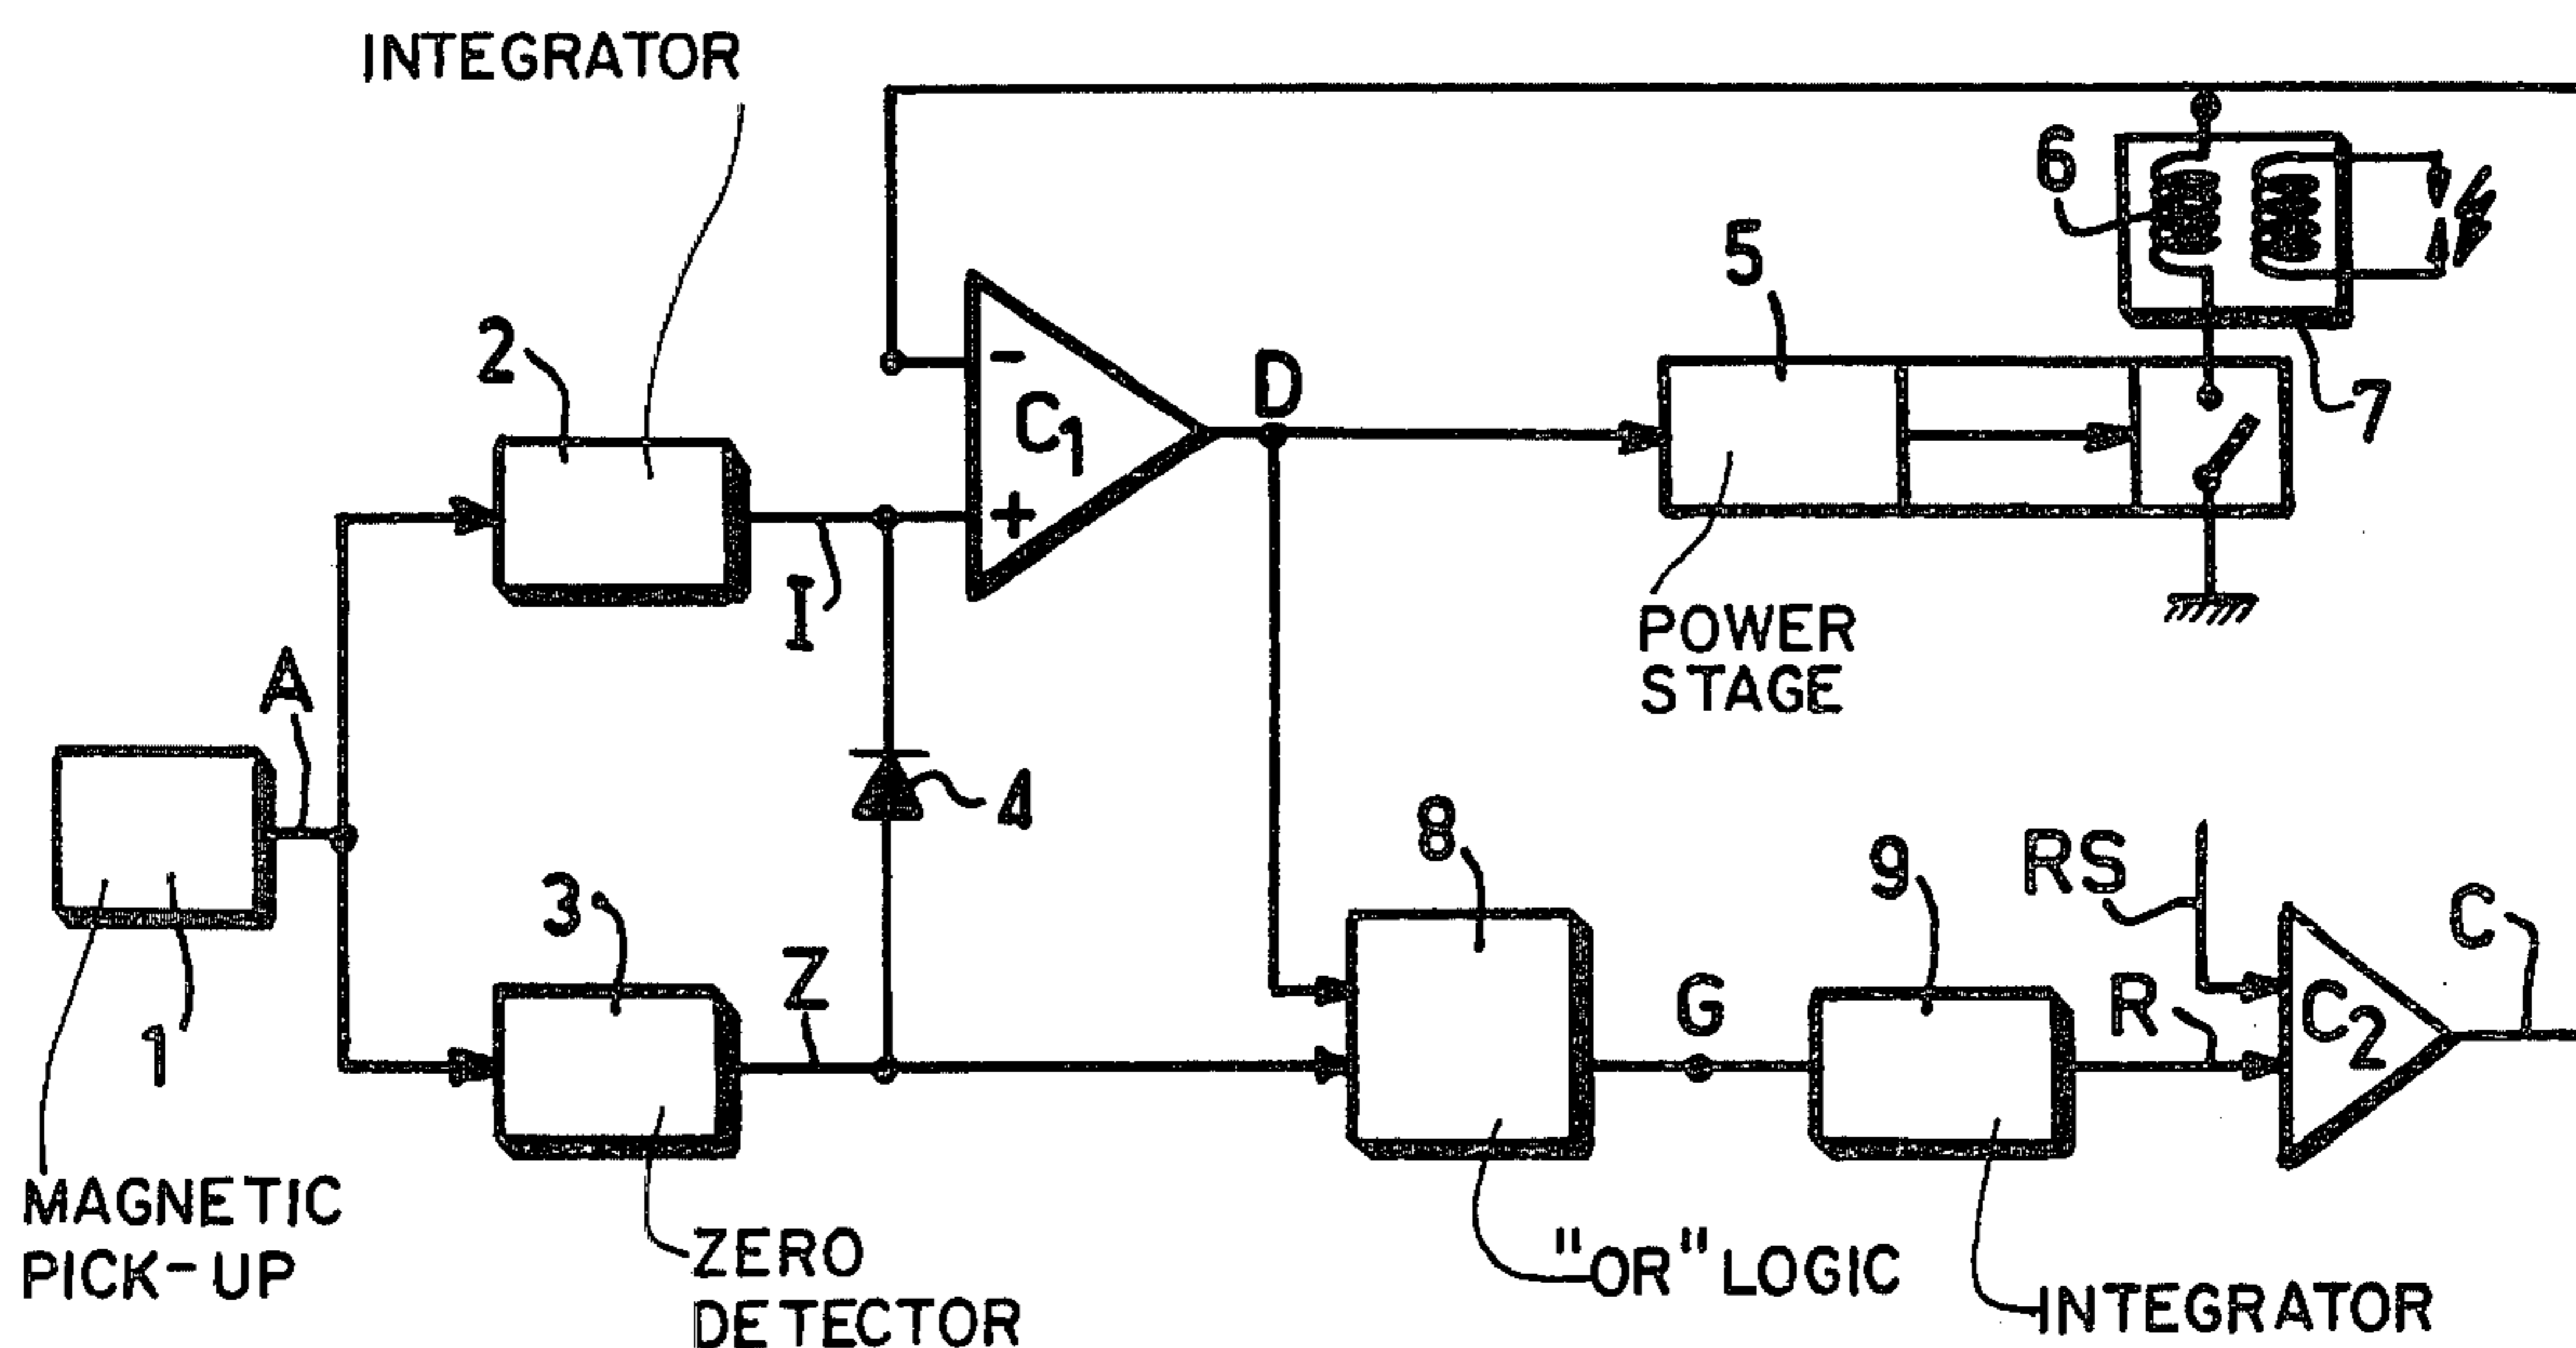 INTEGRATOR
6
5
2
-
C1
D
7
+
I
POWER
STAGE
A
4
8
9
RS
C
3
Z
G
R
C2
1
MAGNETIC
PICK-UP
ZERO
DETECTOR
"OR" LOGIC
INTEGRATOR